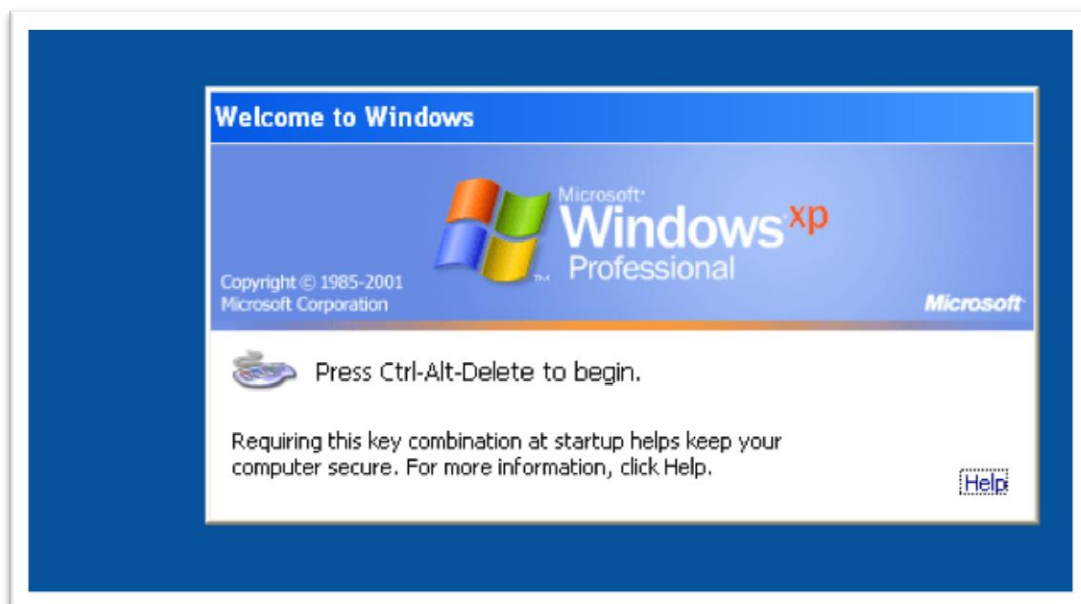 Welcome to Windows
Microsoft®
Windows xp
Professional
TM
Copyright © 1985-2001
Microsoft Corporation
Microsoft®
Press Ctrl-Alt-Delete to begin.
Requiring this key combination at startup helps keep your
computer secure. For more information, click Help.
Help